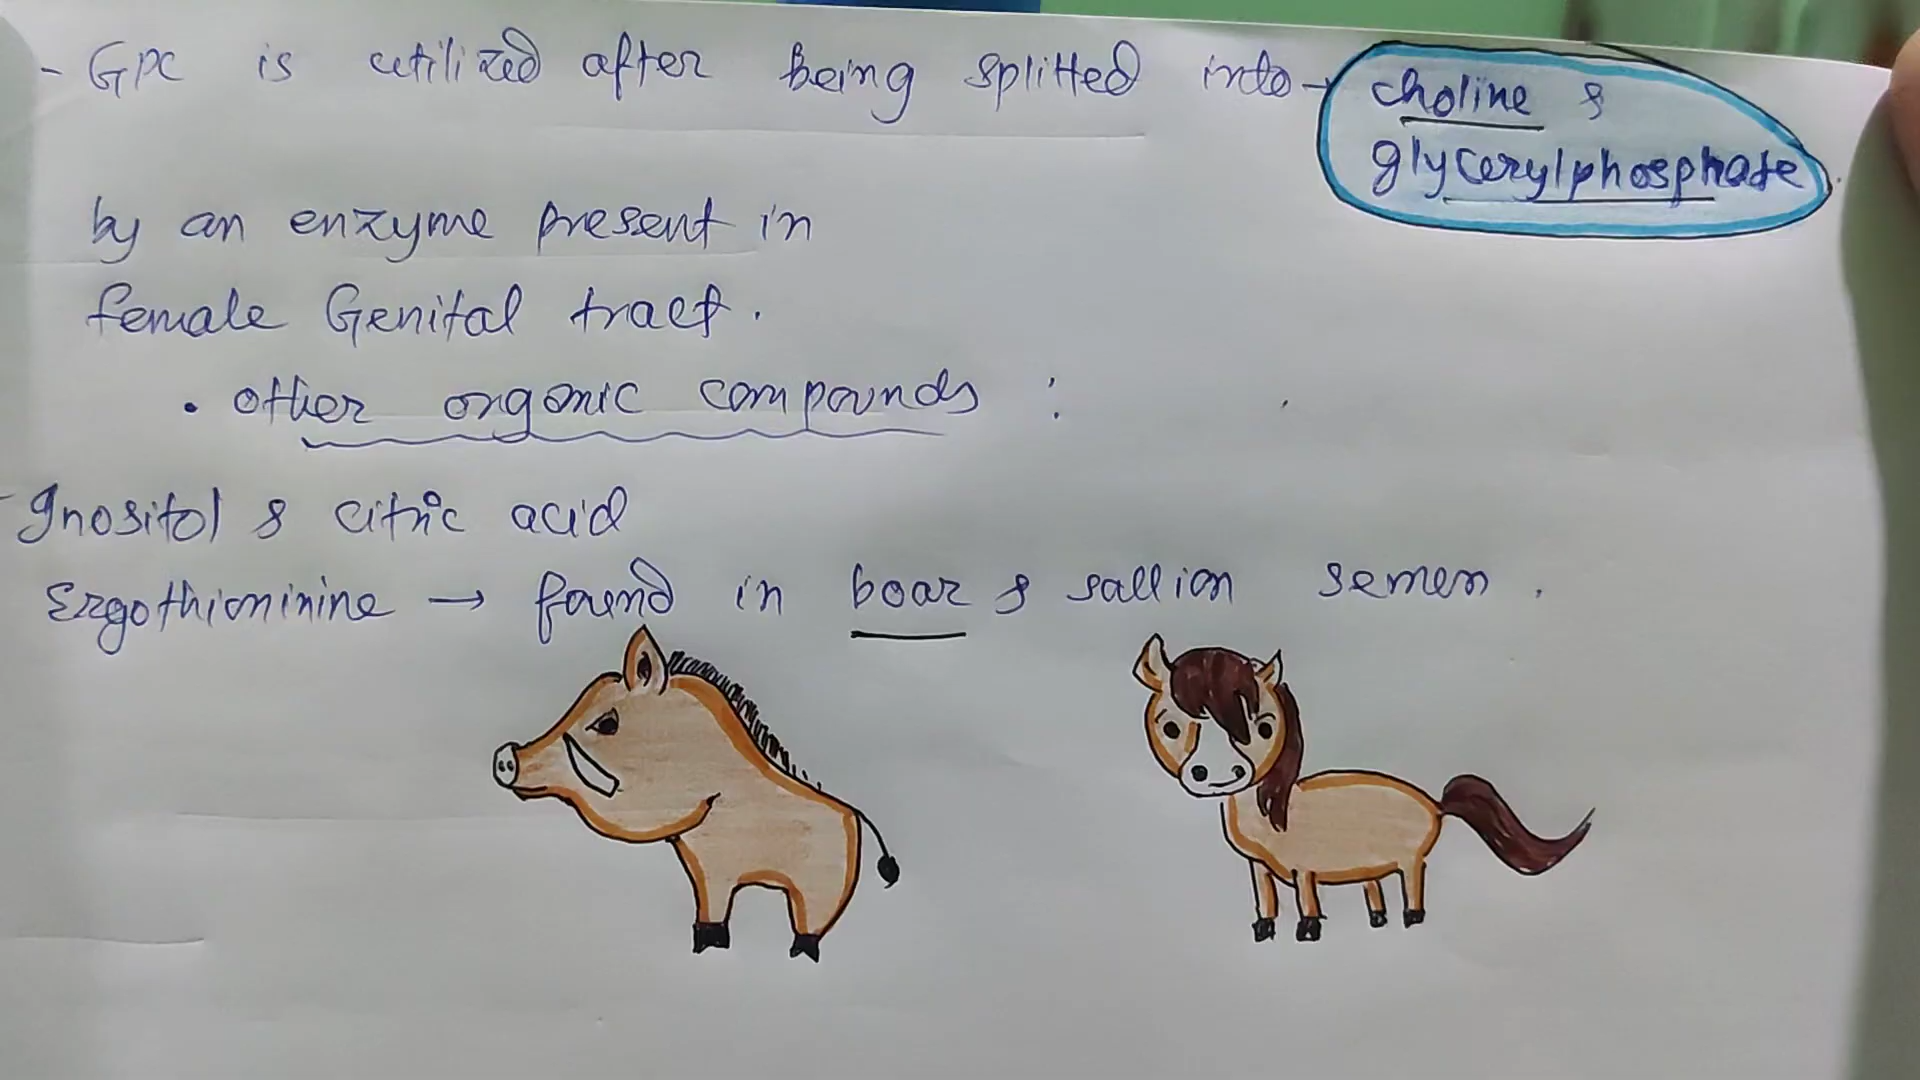 - GPC is utilized after being splitted into → choline &
glycerylphosphate
by an enzyme present in
female Genital tract.
• other organic compounds :
- Inositol & citric acid
Ergothioninine → found in boar & sallion semen.